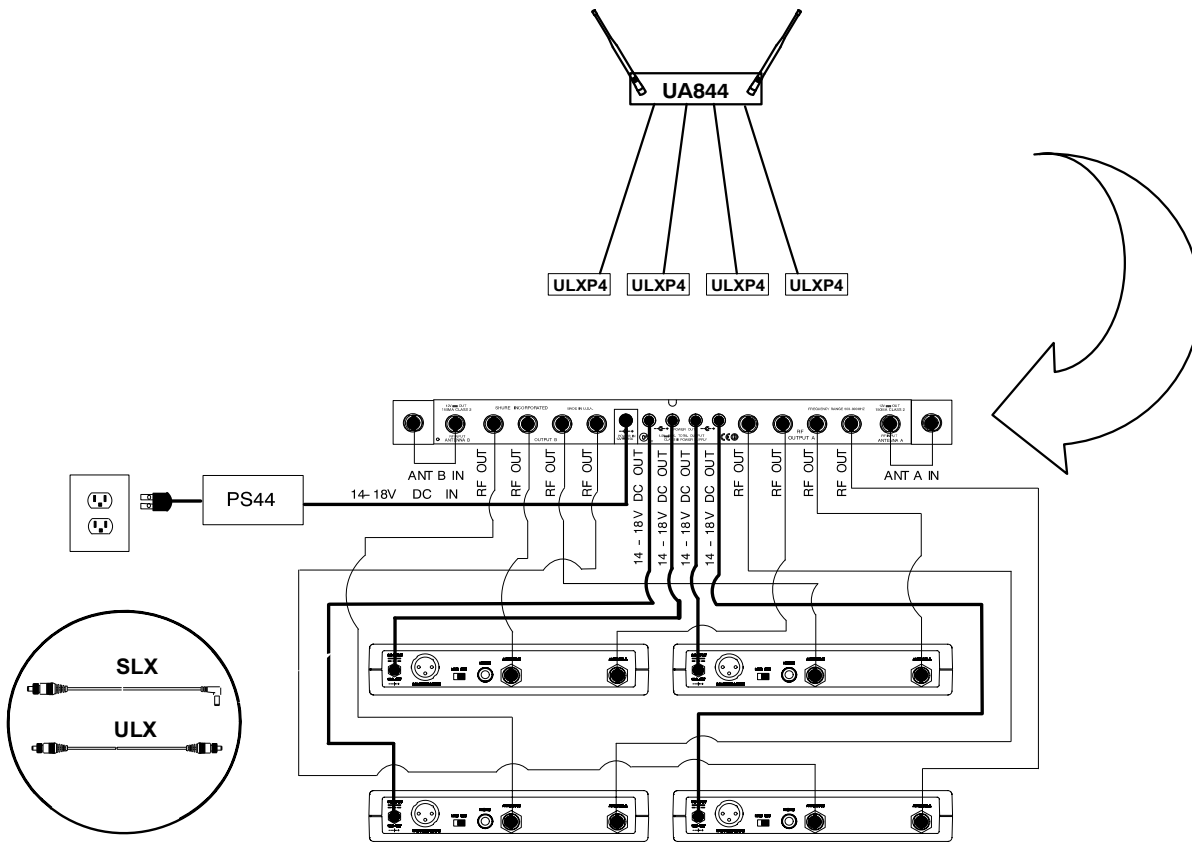 UA844
ULXP4 ULXP4 ULXP4 ULXP4
SHURE INCORPORATED
MADE IN U.S.A.
OUTPUT B
ANTENNA B
RF
OUTPUT A
ANTENNA A
ANT B IN
ANT A IN
RF OUT
RF OUT
RF OUT
RF OUT
14 - 18V DC OUT
14 - 18V DC OUT
14 - 18V DC OUT
14 - 18V DC OUT
RF OUT
RF OUT
RF OUT
RF OUT
14- 18V DC IN
PS44
SLX
ULX